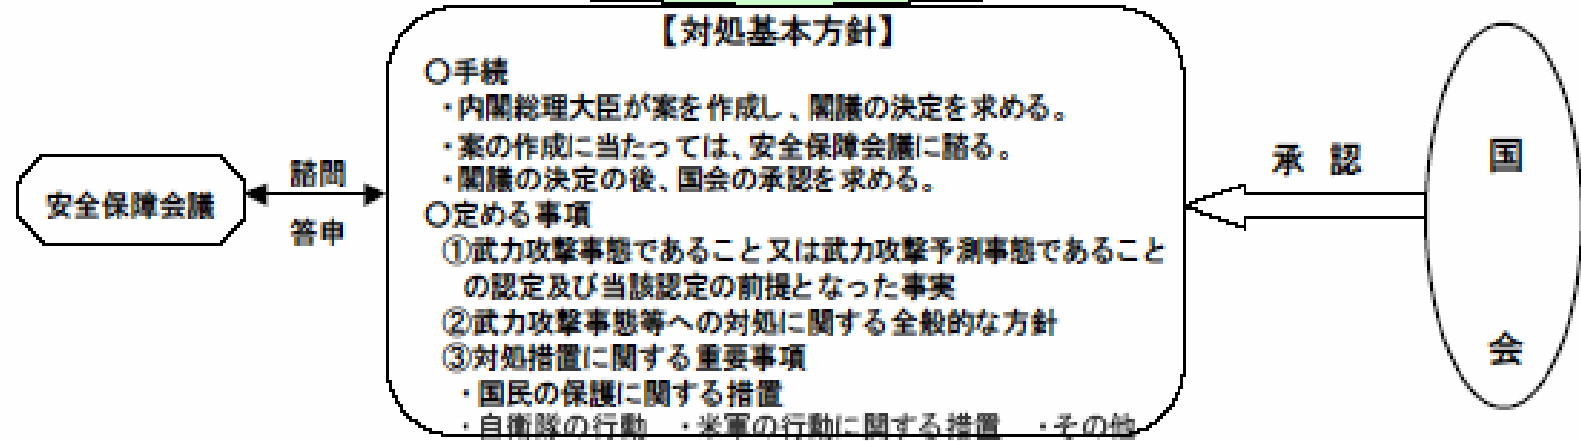 【対処基本方針】
○手続
・内閣総理大臣が案を作成し、閣議の決定を求める。
・案の作成に当たっては、安全保障会議に諮る。
・閣議の決定の後、国会の承認を求める。
○定める事項
①武力攻撃事態であること又は武力攻撃予測事態であること
の認定及び当該認定の前提となった事実
②武力攻撃事態等への対処に関する全般的な方針
③対処措置に関する重要事項
・国民の保護に関する措置
・自衛隊の行動 ・米軍の行動に関する措置 ・その他
安全保障会議
諮問
答申
承認
国会